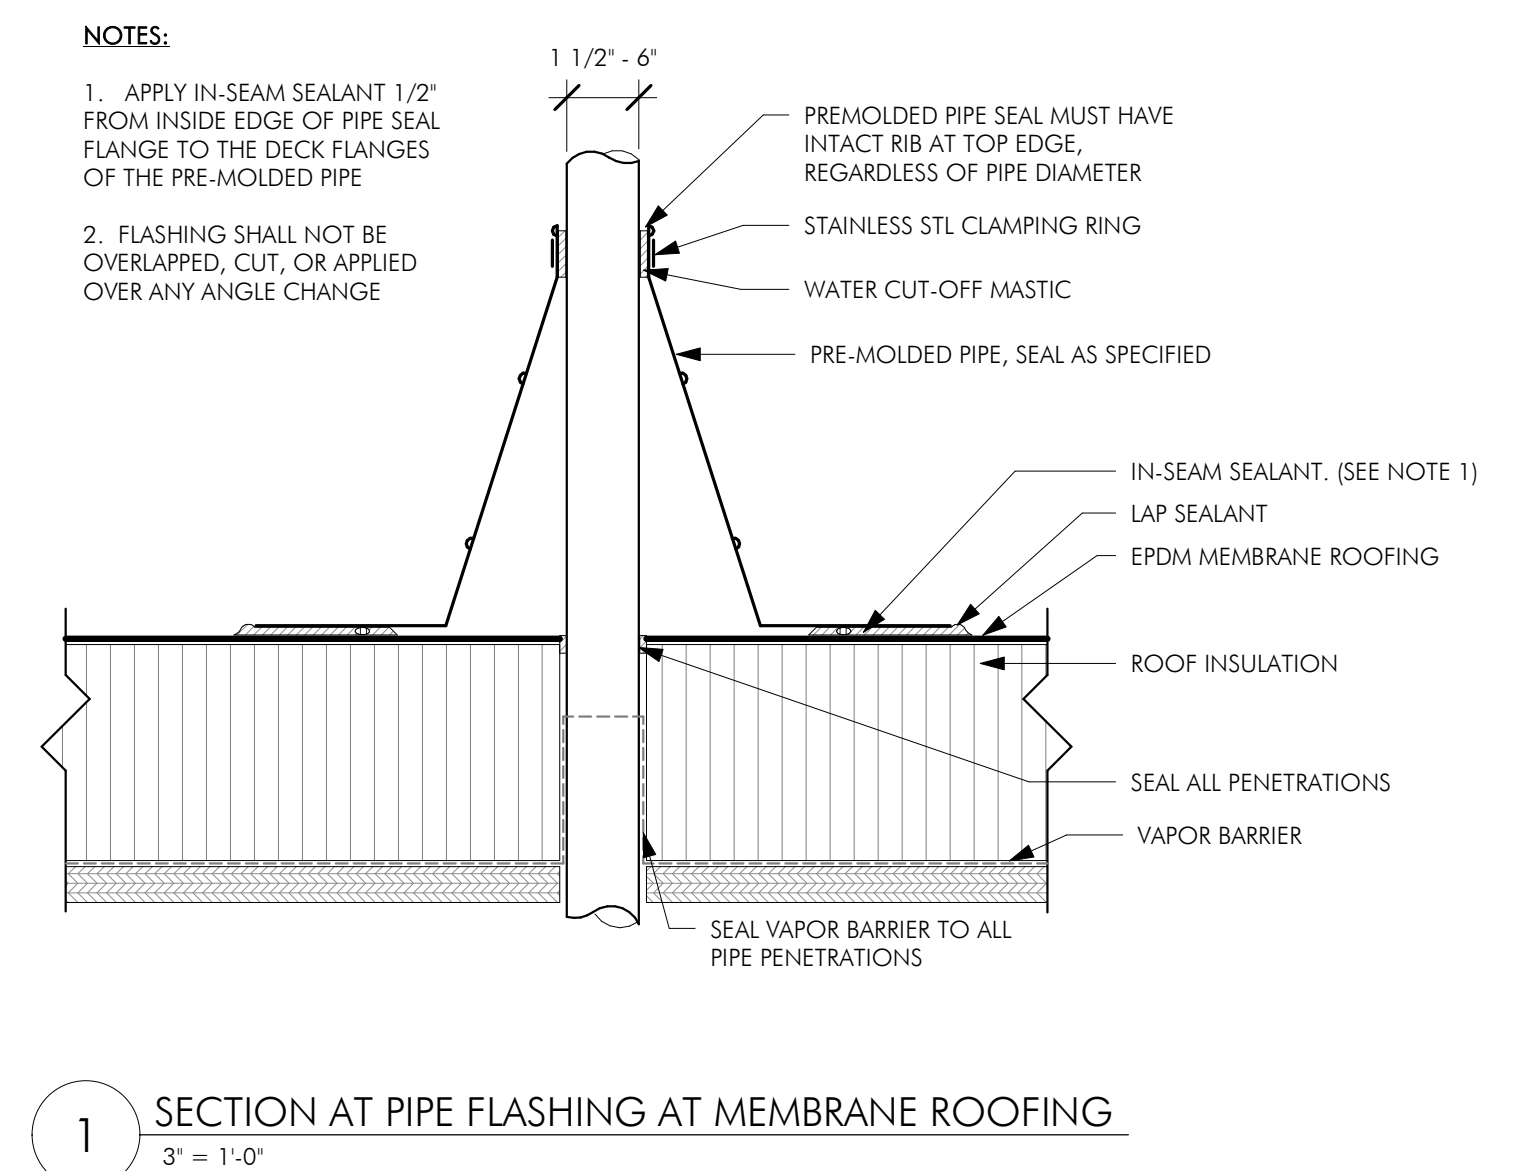 NOTES:
1. APPLY IN-SEAM SEALANT 1/2"
FROM INSIDE EDGE OF PIPE SEAL
FLANGE TO THE DECK FLANGES
OF THE PRE-MOLDED PIPE
2. FLASHING SHALL NOT BE
OVERLAPPED, CUT, OR APPLIED
OVER ANY ANGLE CHANGE
1 1/2" - 6"
PREMOLDED PIPE SEAL MUST HAVE
INTACT RIB AT TOP EDGE,
REGARDLESS OF PIPE DIAMETER
STAINLESS STL CLAMPING RING
WATER CUT-OFF MASTIC
PRE-MOLDED PIPE, SEAL AS SPECIFIED
IN-SEAM SEALANT. (SEE NOTE 1)
LAP SEALANT
EPDM MEMBRANE ROOFING
ROOF INSULATION
SEAL ALL PENETRATIONS
VAPOR BARRIER
SEAL VAPOR BARRIER TO ALL
PIPE PENETRATIONS
1
SECTION AT PIPE FLASHING AT MEMBRANE ROOFING
3" = 1'-0"